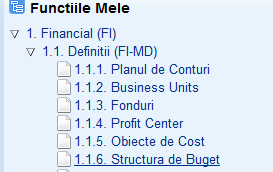 Functiile Mele
1. Financial (FI)
1.1. Definitii (FI-MD)
1.1.1. Planul de Conturi
1.1.2. Business Units
1.1.3. Fonduri
1.1.4. Profit Center
1.1.5. Obiecte de Cost
1.1.6. Structura de Buget